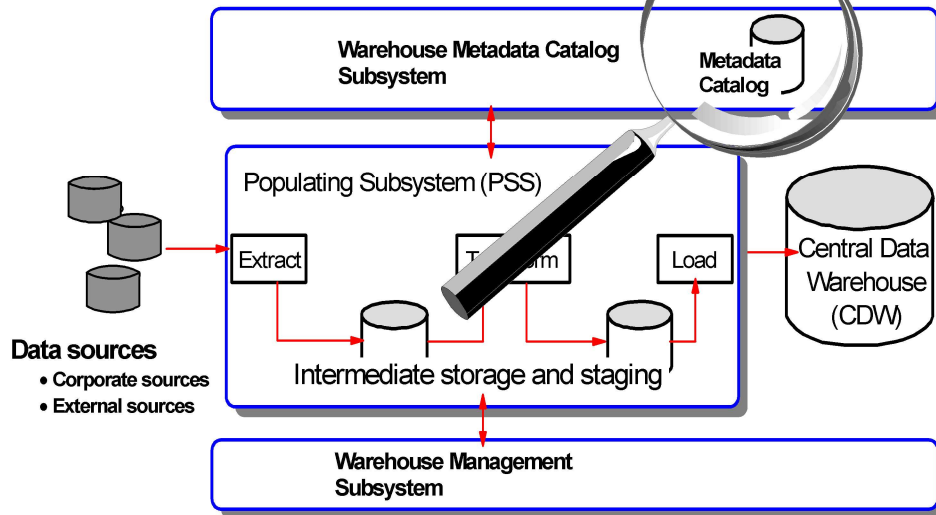 Warehouse Metadata Catalog
Subsystem
Metadata
Catalog
Populating Subsystem (PSS)
Extract
Load
Central Data
Warehouse
(CDW)
Data sources
• Corporate sources
• External sources
Intermediate storage and staging
Warehouse Management
Subsystem